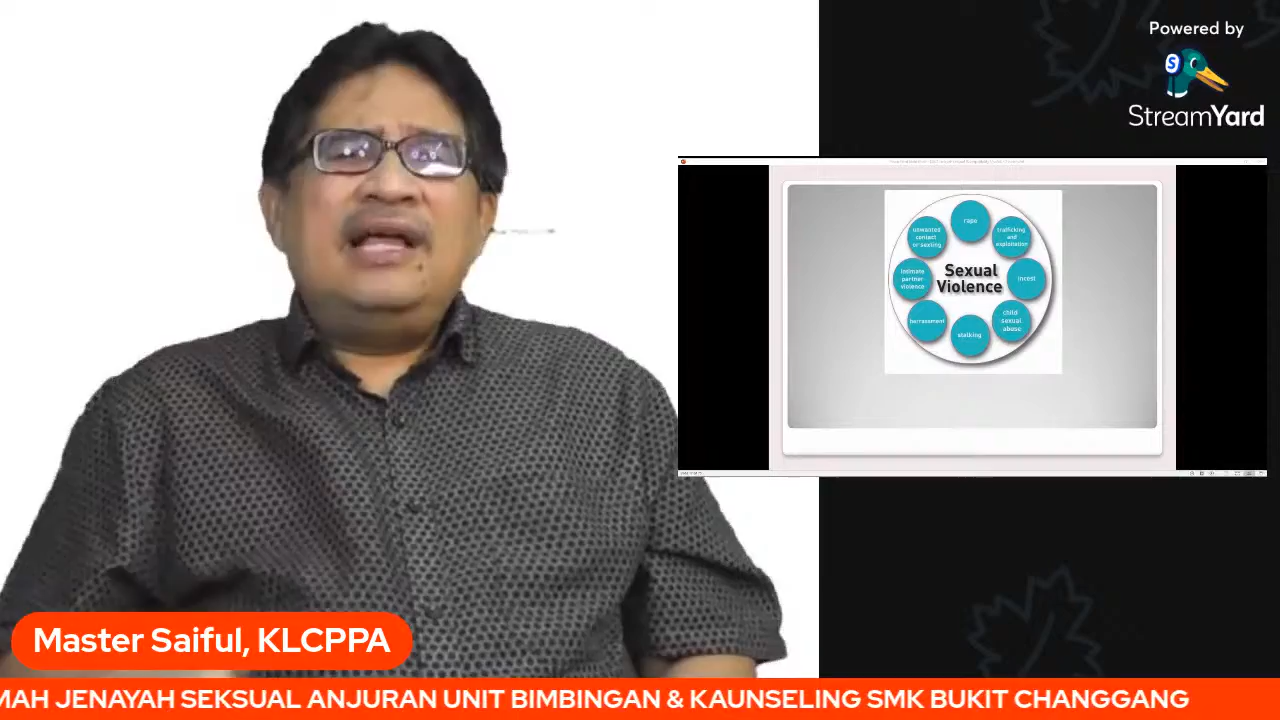 Powered by
StreamYard
rape
unwanted
contact
or sexting
trafficking
and
exploitation
Sexual
Violence
intimate
partner
violence
incest
harrassment
child
sexual
abuse
stalking
Master Saiful, KLCPPA
MAH JENAYAH SEKSUAL ANJURAN UNIT BIMBINGAN & KAUNSELING SMK BUKIT CHANGGANG